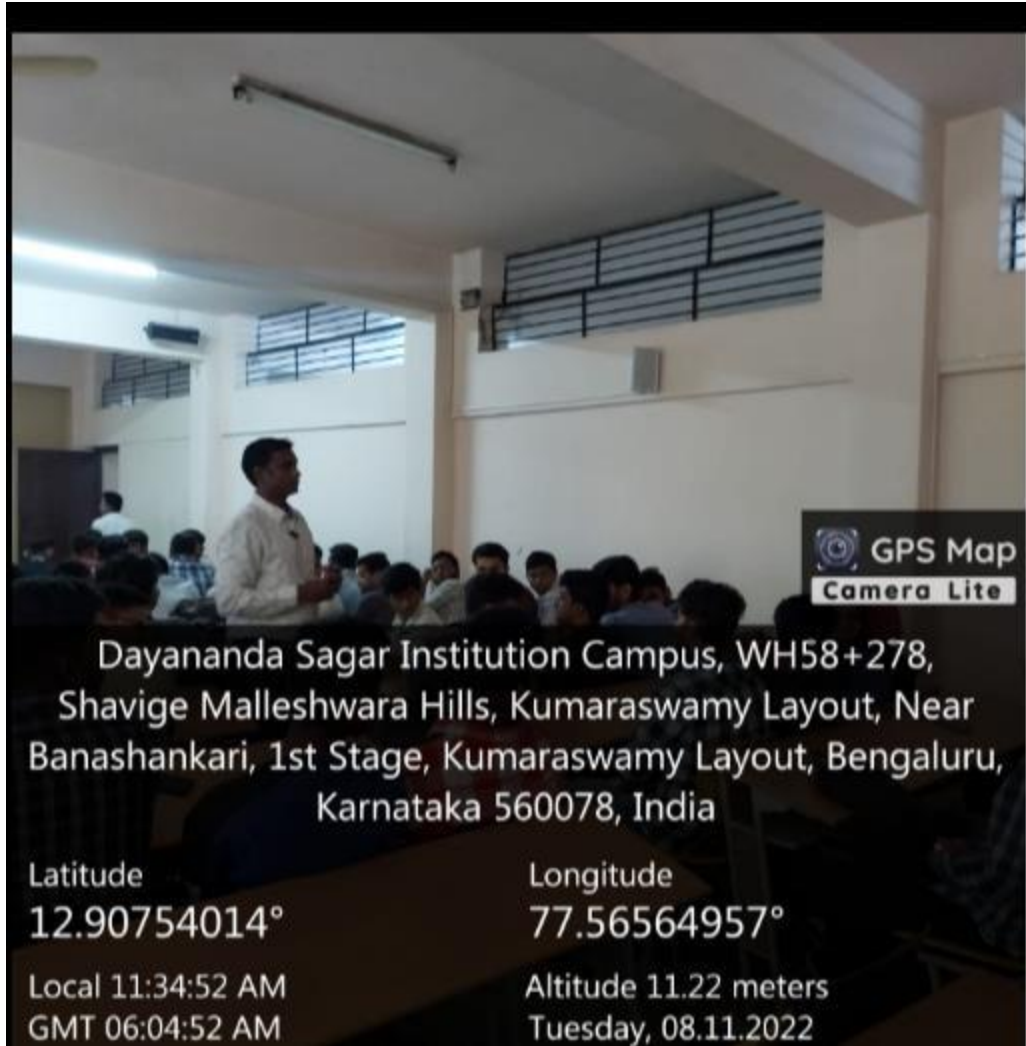 GPS Map
Camera Lite
Dayananda Sagar Institution Campus, WH58+278,
Shavige Malleshwara Hills, Kumaraswamy Layout, Near
Banashankari, 1st Stage, Kumaraswamy Layout, Bengaluru,
Karnataka 560078, India
Latitude
12.90754014°
Longitude
77.56564957°
Local 11:34:52 AM
GMT 06:04:52 AM
Altitude 11.22 meters
Tuesday, 08.11.2022